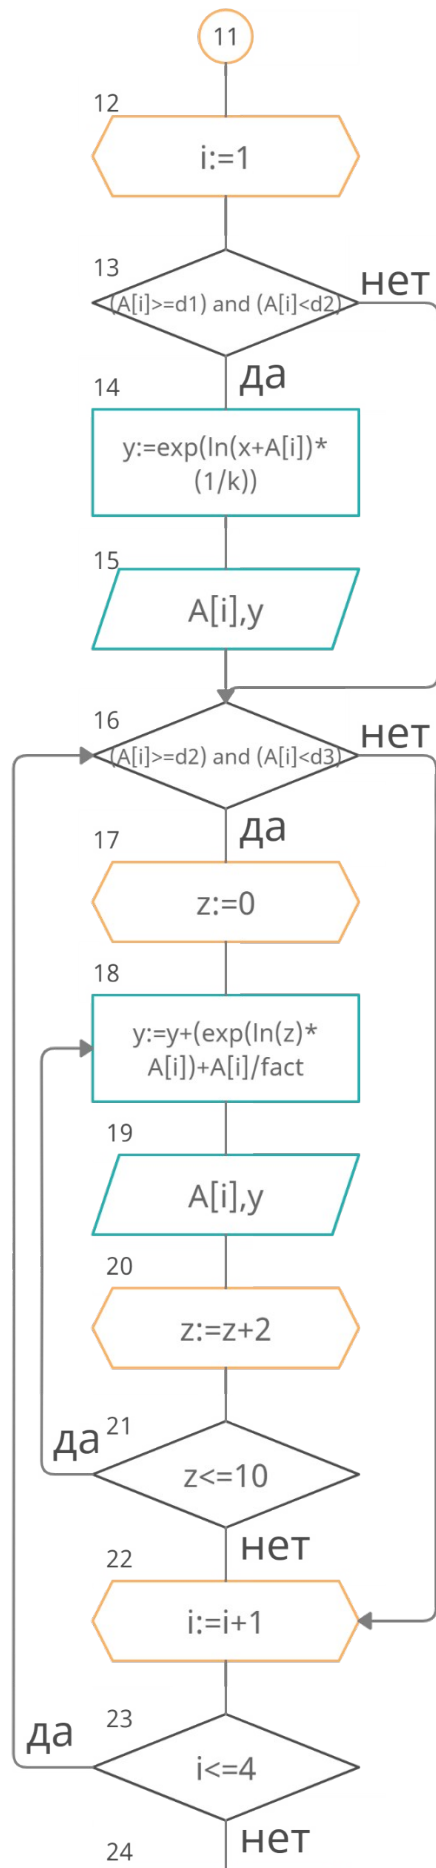 11
12
i:=1
13
нет
(A[i]>=d1) and (A[i]<d2)
да
14
y:=exp(ln(x+A[i])*
(1/k))
15
A[i],y
16
нет
(A[i]>=d2) and (A[i]<d3)
да
17
z:=0
18
y:=y+(exp(ln(z)*
A[i])+A[i]/fact
19
A[i],y
20
z:=z+2
21
да
z<=10
нет
22
i:=i+1
23
да
i<=4
нет
24